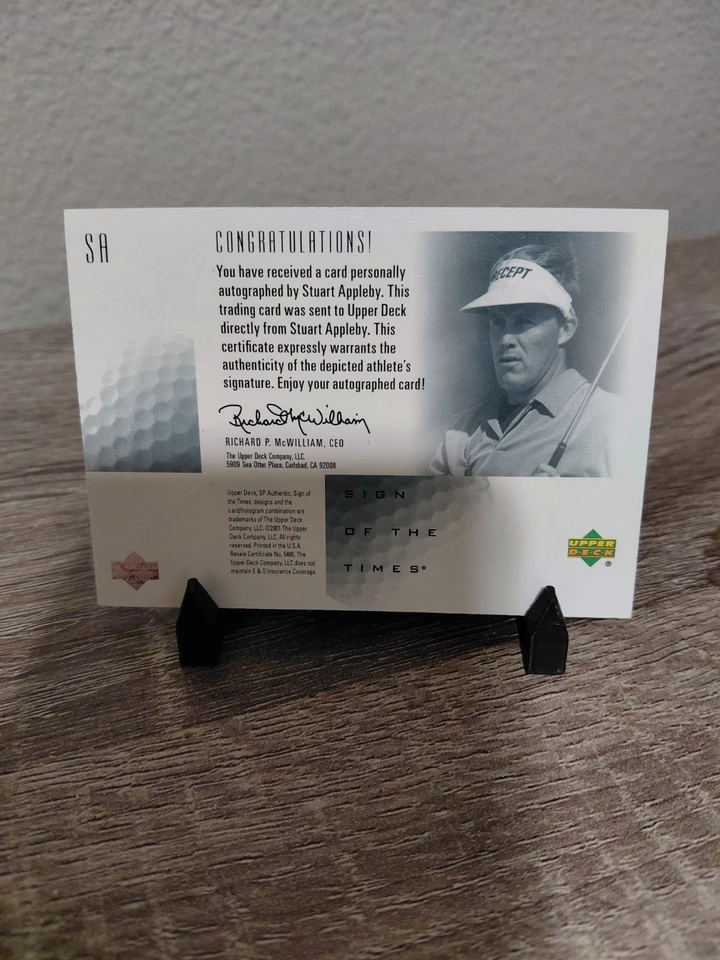 SA
CONGRATULATIONS!
You have received a card personally
autographed by Stuart Appleby. This
trading card was sent to Upper Deck
directly from Stuart Appleby. This
certificate expressly warrants the
authenticity of the depicted athlete's
signature. Enjoy your autographed card!
Richard P. McWilliam
RICHARD P. McWILLIAM, CEO
The Upper Deck Company, LLC.
5909 Sea Otter Place, Carlsbad, CA 92008
Upper Deck, SP Authentic, Sign of
the Times, designs and the
card/hologram combination are
trademarks of The Upper Deck
Company, LLC. ©2001 The Upper
Deck Company, LLC. All rights
reserved. Printed in the U.S.A.
Resale Certificate No. 5465. The
Upper Deck Company, LLC does not
maintain E & O Insurance Coverage.
SIGN
OF THE
TIMES®
UPPER
DECK
®